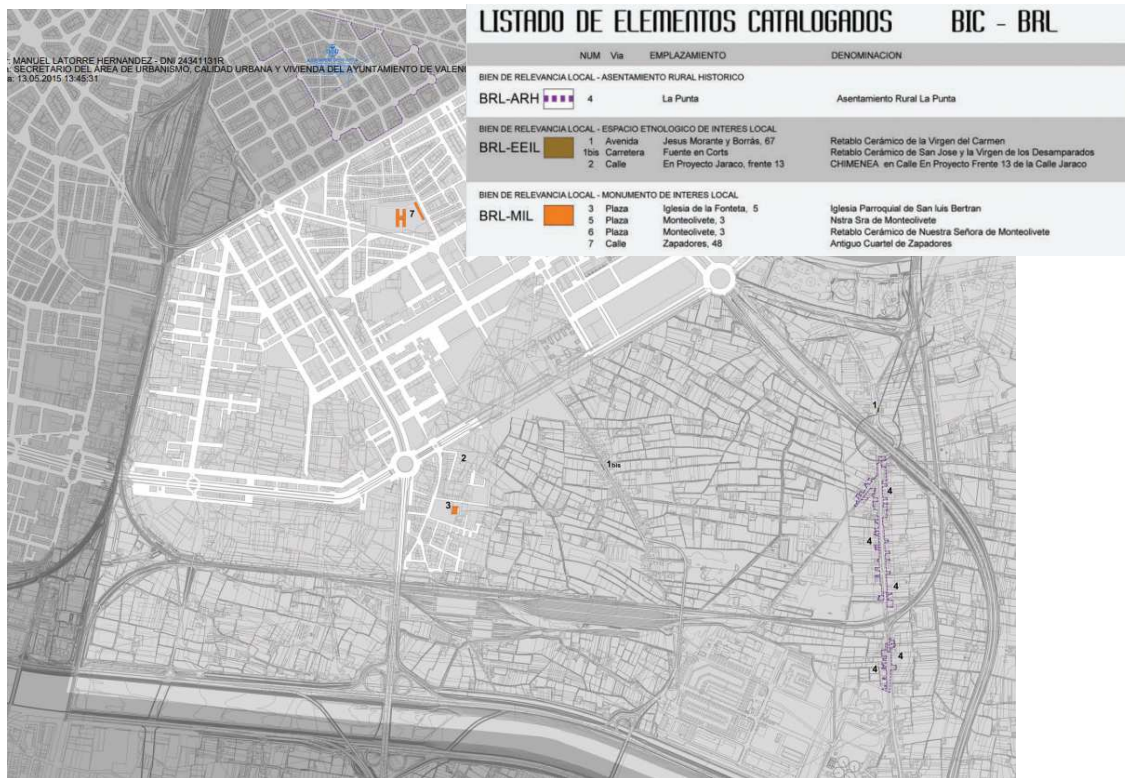 LISTADO DE ELEMENTOS CATALOGADOS BIC - BRL
NUM Via EMPLAZAMIENTO DENOMINACION
BIEN DE RELEVANCIA LOCAL - ASENTAMIENTO RURAL HISTORICO
BRL-ARH 4 La Punta Asentamiento Rural La Punta
BIEN DE RELEVANCIA LOCAL - ESPACIO ETNOLOGICO DE INTERES LOCAL
BRL-EEIL
1 Avenida Jesus Morante y Borrás, 67 Retablo Cerámico de la Virgen del Carmen
1bis Carretera Fuente en Corts Retablo Cerámico de San Jose y la Virgen de los Desamparados
2 Calle En Proyecto Jaraco, frente 13 CHIMENEA en Calle En Proyecto Frente 13 de la Calle Jaraco
BIEN DE RELEVANCIA LOCAL - MONUMENTO DE INTERES LOCAL
BRL-MIL
3 Plaza Iglesia de la Fonteta, 5 Iglesia Parroquial de San luis Bertran
5 Plaza Monteolivete, 3 Nstra Sra de Monteolivete
6 Plaza Monteolivete, 3 Retablo Cerámico de Nuestra Señora de Monteolivete
7 Calle Zapadores, 48 Antiguo Cuartel de Zapadores
: MANUEL LATORRE HERNANDEZ - DNI 24341131R
: SECRETARIO DEL ÁREA DE URBANISMO, CALIDAD URBANA Y VIVIENDA DEL AYUNTAMIENTO DE VALEN
a: 13.05.2015 13:45:31
7
1
2
1bis
3
4
4
4
4
4